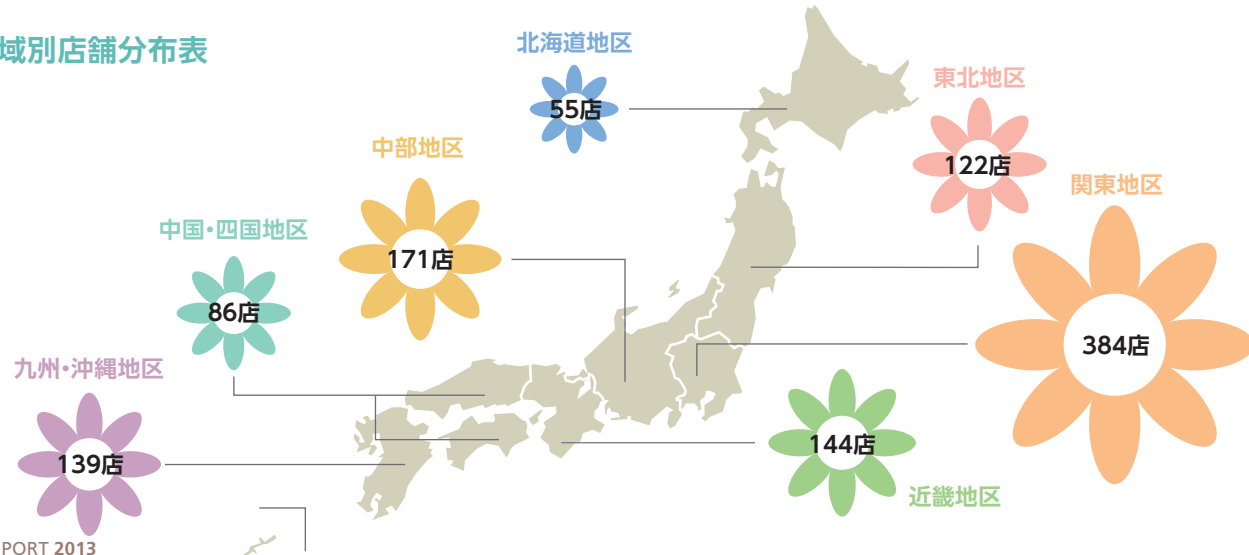 域別店舗分布表
北海道地区
55店
東北地区
122店
中部地区
171店
関東地区
384店
中国・四国地区
86店
九州・沖縄地区
139店
144店
近畿地区
PORT 2013